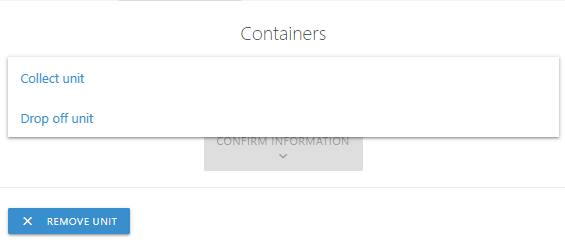 Containers
Collect unit
Drop off unit
CONFIRM INFORMATION
REMOVE UNIT